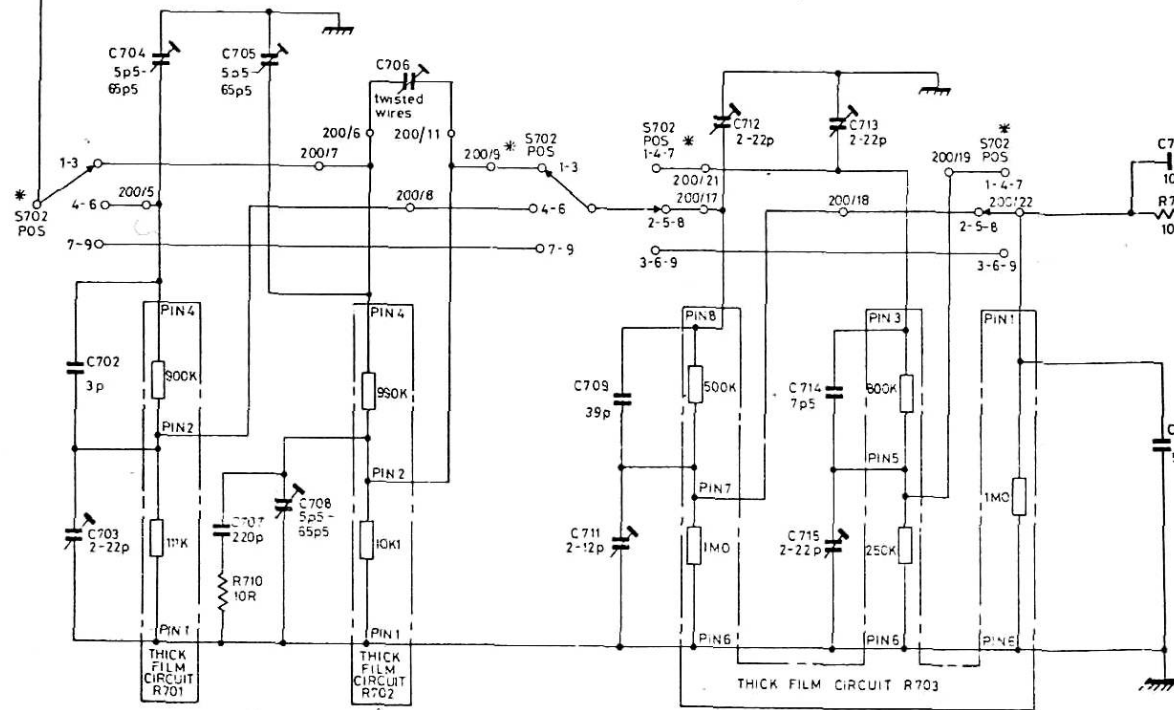 C704
5p5-
65p5
C705
5p5-
65p5
C706
twisted
wires
200/6
200/11
C712
2-22p
C713
2-22p
S702
POS
*
1-4-7
200/21
* S702
POS
1-3
200/9
*
S702
POS
1-4-7
200/19
1-3
200/7
*
S702
POS
4-6
200/5
200/8
4-6
200/17
2-5-8
200/18
2-5-8
200/22
7-9
7-9
3-6-9
3-6-9
PIN4
PIN4
PIN8
PIN3
PIN1
C702
3p
900K
990K
C709
39p
500K
C714
7p5
800K
PIN2
PIN2
PIN7
PIN5
1M0
C703
2-22p
111K
C707
220p
C708
5p5-
65p5
10K1
C711
2-12p
1M0
C715
2-22p
250K
R710
10R
PIN1
PIN1
PIN6
PIN6
PIN6
THICK
FILM
CIRCUIT
R701
THICK
FILM
CIRCUIT
R702
THICK FILM CIRCUIT R703